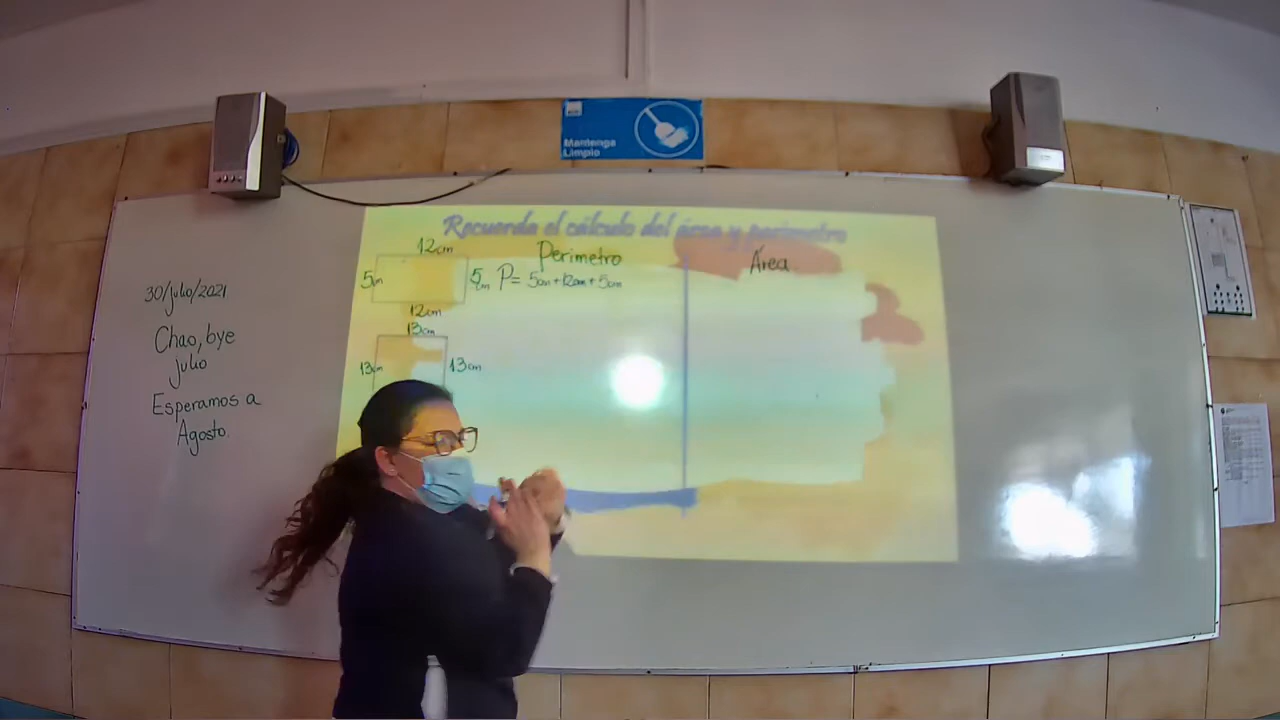 Mantenga
Limpio
Recuerda el cálculo del área y perímetro
30/julio/2021
Chao, bye
julio
Esperamos a
Agosto.
12cm
5cm
5cm
12cm
Perimetro
P= 5cm+12cm+5cm
Área
13cm
13cm
13cm